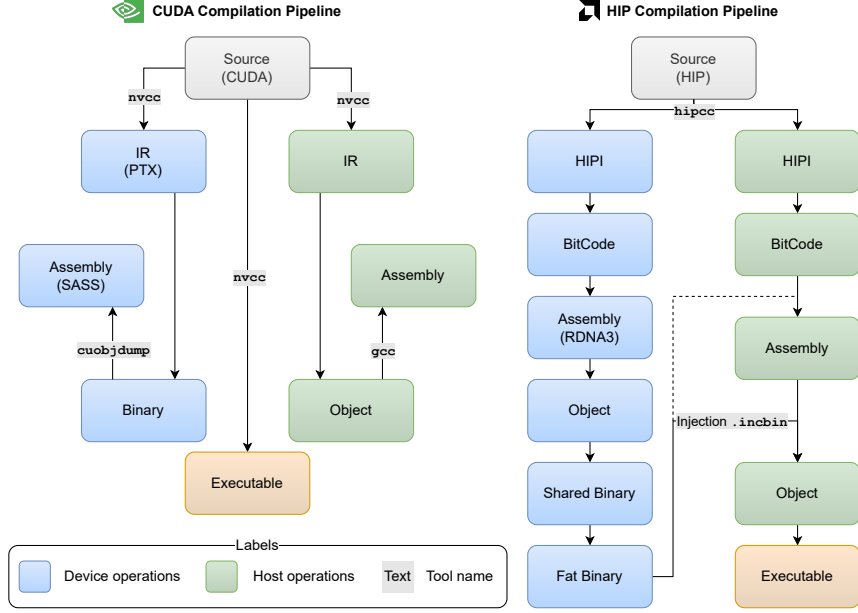 CUDA Compilation Pipeline
Source
(CUDA)
nvcc
nvcc
IR
(PTX)
IR
Assembly
(SASS)
nvcc
Assembly
cuobjdump
gcc
Binary
Object
Executable
Labels
Device operations
Host operations
Text
Tool name
HIP Compilation Pipeline
Source
(HIP)
hipcc
HIPI
HIPI
BitCode
BitCode
Assembly
(RDNA3)
Assembly
Object
Injection .incbin
Shared Binary
Object
Fat Binary
Executable